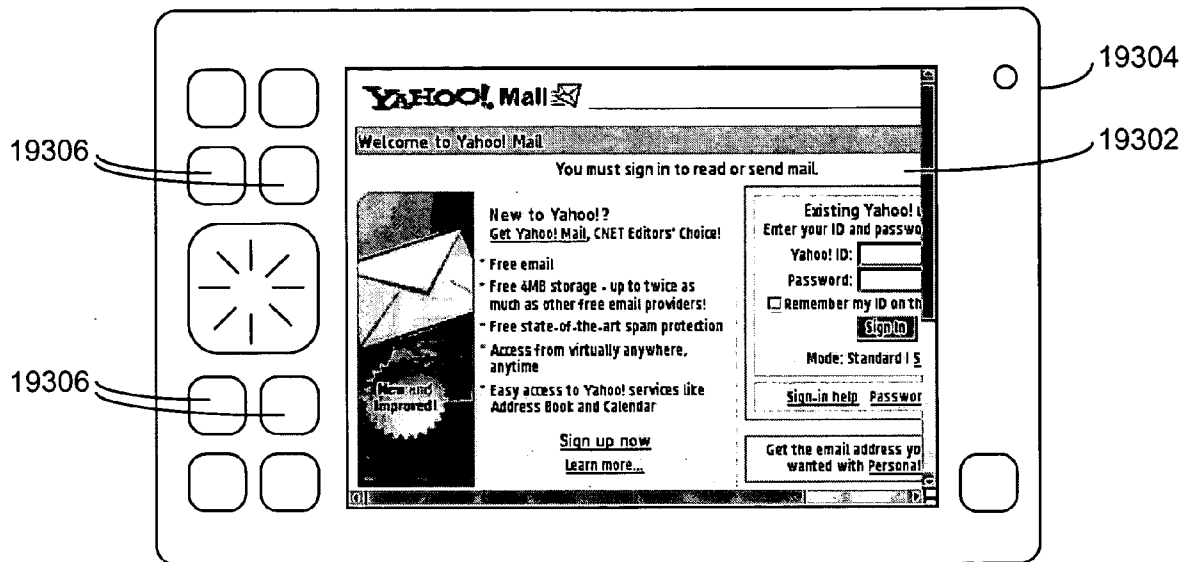 19304
YAHOO! Mail
Welcome to Yahoo! Mail
19302
19306
You must sign in to read or send mail.
New to Yahoo!?
Get Yahoo! Mail, CNET Editors' Choice!
* Free email
* Free 4MB storage - up to twice as
much as other free email providers!
* Free state-of-the-art spam protection
* Access from virtually anywhere,
anytime
* Easy access to Yahoo! services like
Address Book and Calendar
Sign up now
Learn more...
New and
Improved!
Existing Yahoo! u
Enter your ID and passwo
Yahoo! ID:
Password:
Remember my ID on th
Sign In
Mode: Standard | S
Sign-in help Passwor
Get the email address yo
wanted with Personal
19306